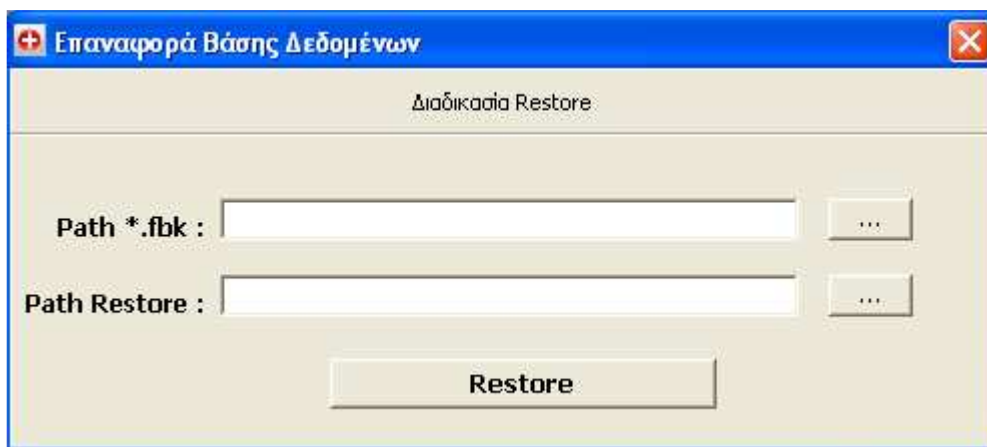 Επαναφορά Βάσης Δεδομένων
Διαδικασία Restore
Path *.fbk :
...
Path Restore :
...
Restore